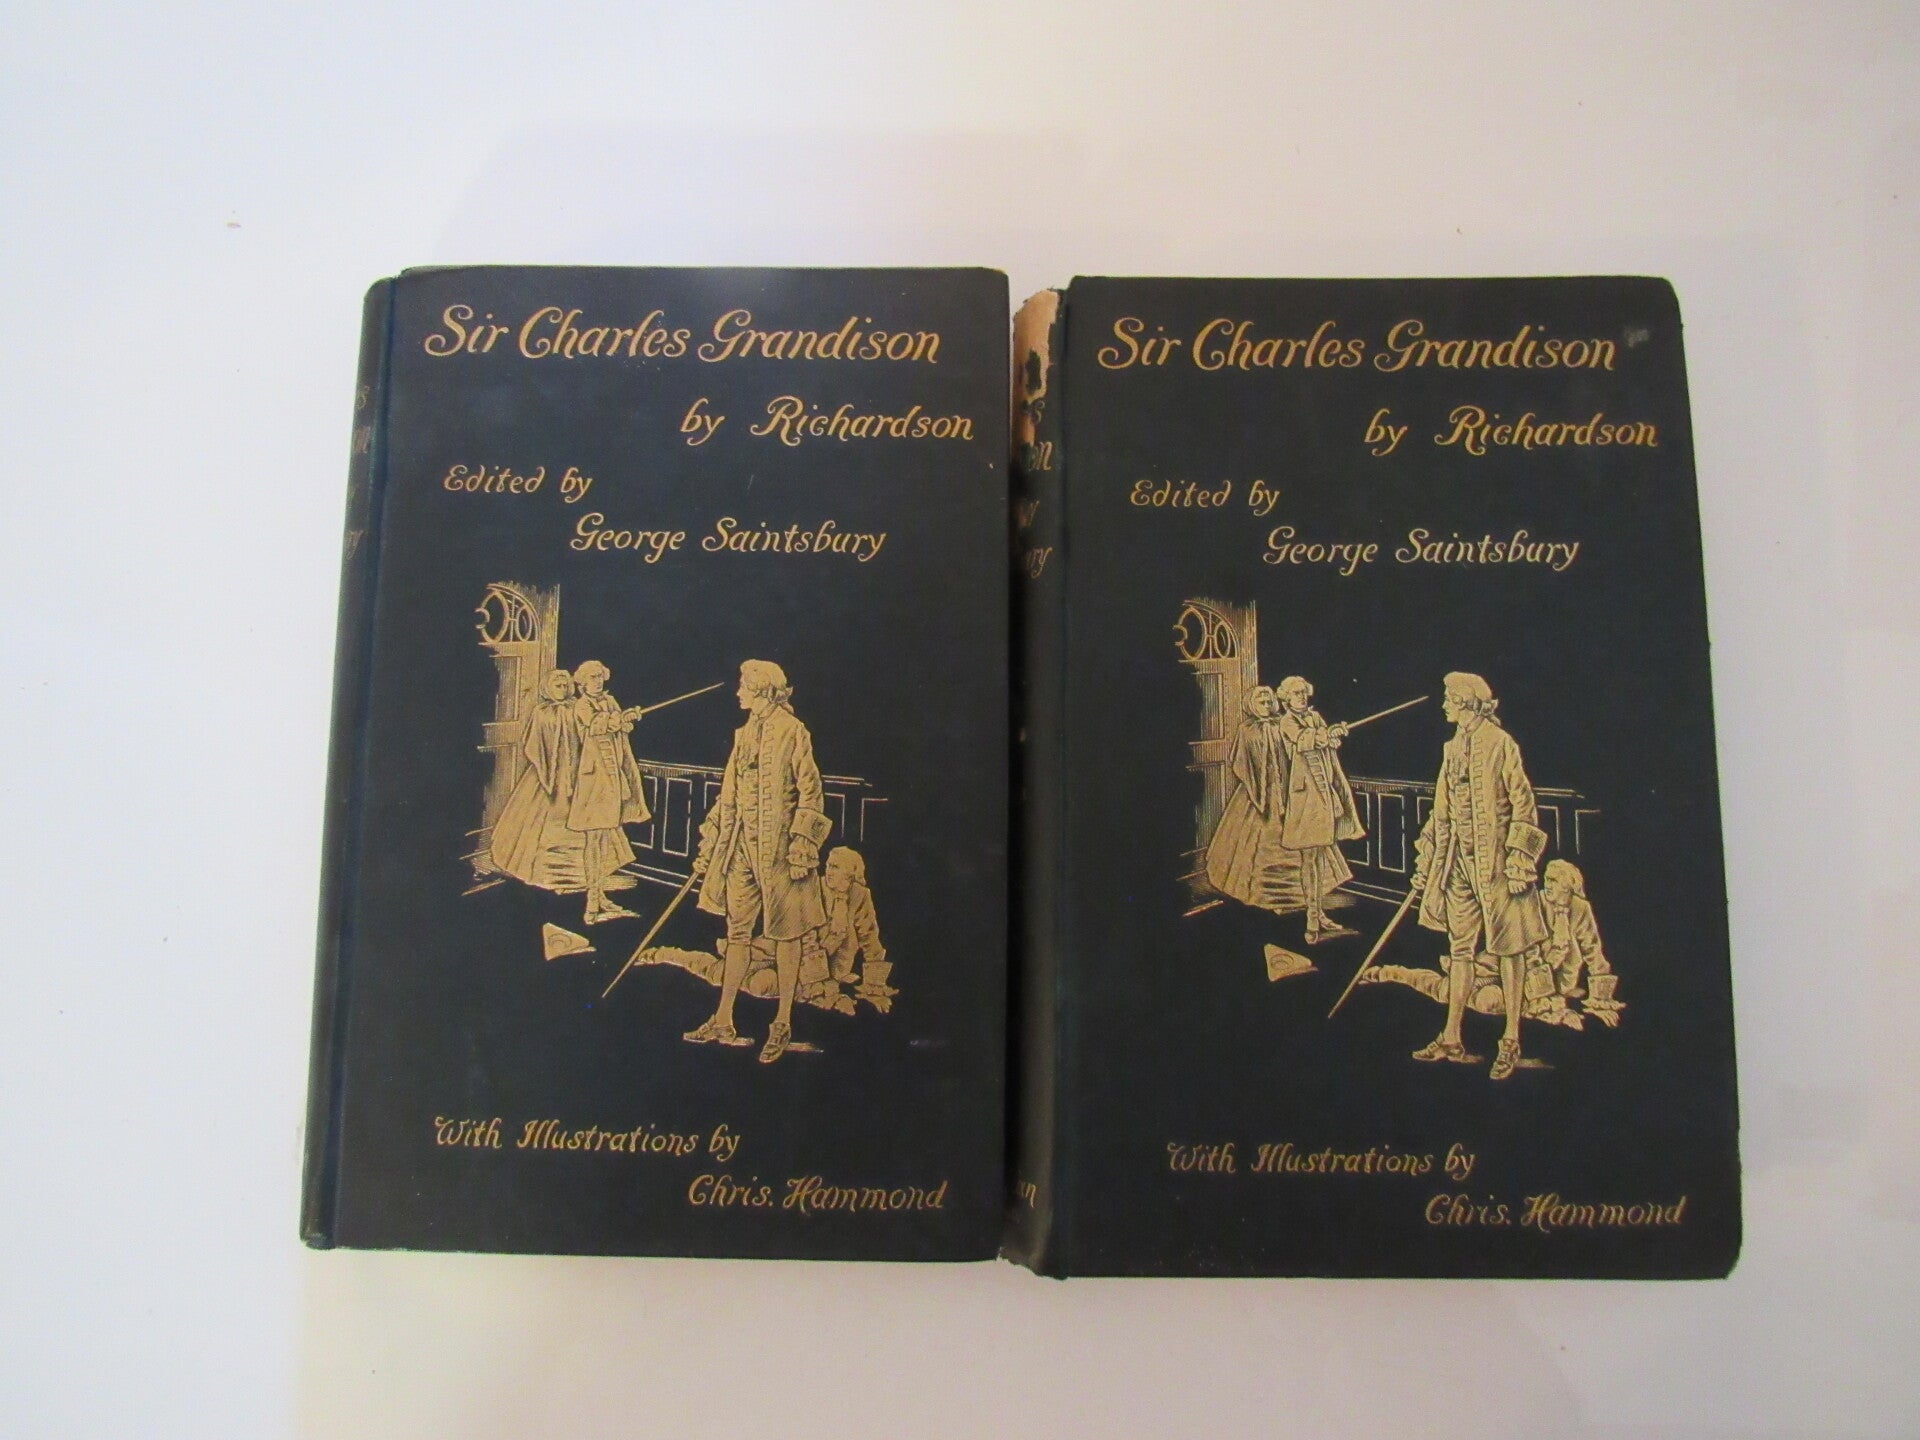 Sir Charles Grandison
by Richardson
Edited by
George Saintsbury
With Illustrations by
Chris. Hammond
Sir Charles Grandison
by Richardson
Edited by
George Saintsbury
With Illustrations by
Chris. Hammond